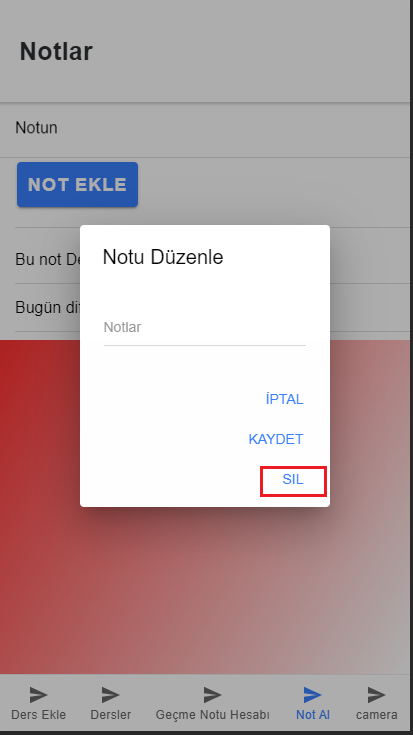 Notlar
Notun
NOT EKLE
Bu not De
Bugün di
Notu Düzenle
Notlar
İPTAL
KAYDET
SIL
Ders Ekle
Dersler
Geçme Notu Hesabı
Not Al
camera